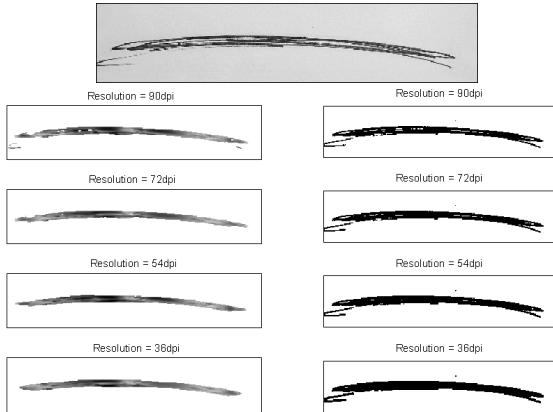 Resolution = 90dpi
Resolution = 90dpi
Resolution = 72dpi
Resolution = 72dpi
Resolution = 54dpi
Resolution = 54dpi
Resolution = 36dpi
Resolution = 36dpi